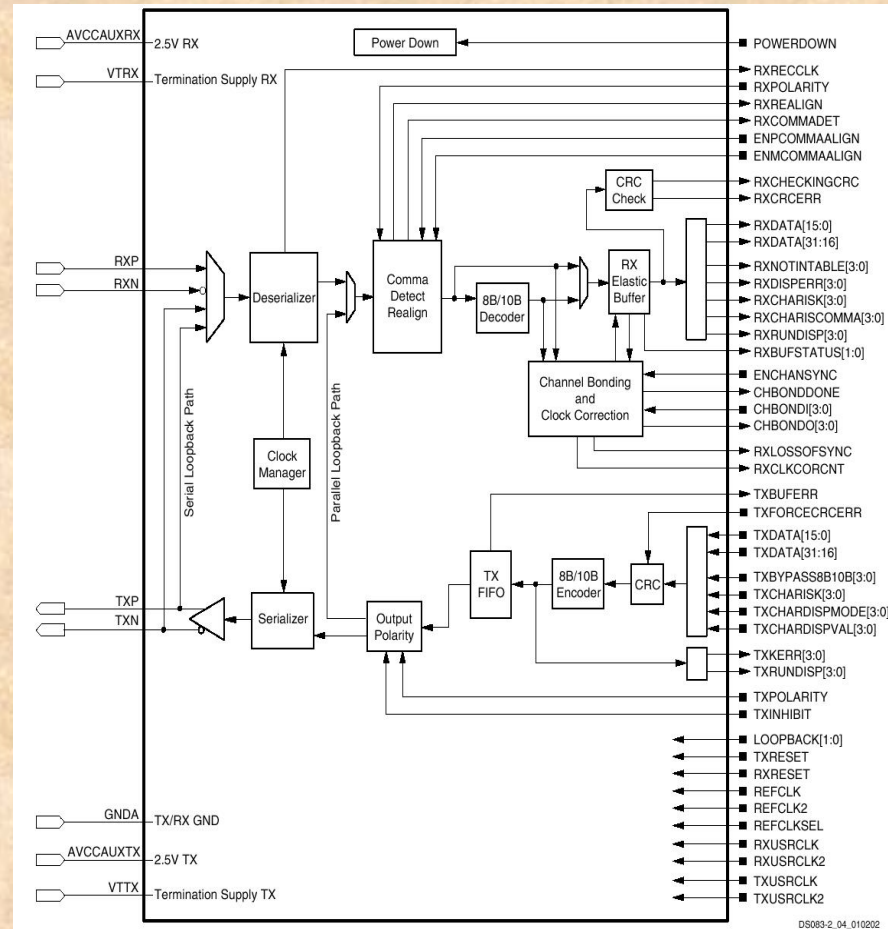 AVCCAUXRX
2.5V RX
Power Down
POWERDOWN
VTRX
Termination Supply RX
RXRECCLK
RXPOLARITY
RXREALIGN
RXCOMMADET
ENPCOMMAALIGN
ENMCOMMAALIGN
CRC
Check
RXCHECKINGCRC
RXCRCERR
RXDATA[15:0]
RXDATA[31:16]
RXP
RXN
Deserializer
Comma
Detect
Realign
8B/10B
Decoder
RX
Elastic
Buffer
RXNOTINTABLE[3:0]
RXDISPERR[3:0]
RXCHARISK[3:0]
RXCHARISCOMMA[3:0]
RXRUNDISP[3:0]
RXBUFSTATUS[1:0]
Channel Bonding
and
Clock Correction
ENCHANSYNC
CHBONDDONE
CHBONDI[3:0]
CHBONDO[3:0]
RXLOSSOFSYNC
RXCLKCORCNT
Serial Loopback Path
Clock
Manager
Parallel Loopback Path
TXBUFERR
TXFORCECRCERR
TXDATA[15:0]
TXDATA[31:16]
TXP
TXN
Serializer
Output
Polarity
TX
FIFO
8B/10B
Encoder
CRC
TXBYPASS8B10B[3:0]
TXCHARISK[3:0]
TXCHARDISPMODE[3:0]
TXCHARDISPVAL[3:0]
TXKERR[3:0]
TXRUNDISP[3:0]
TXPOLARITY
TXINHIBIT
LOOPBACK[1:0]
TXRESET
RXRESET
REFCLK
REFCLK2
REFCLKSEL
RXUSRCLK
RXUSRCLK2
TXUSRCLK
TXUSRCLK2
GNDA
TX/RX GND
AVCCAUXTX
2.5V TX
VTTX
Termination Supply TX
DS083-2_04_010202